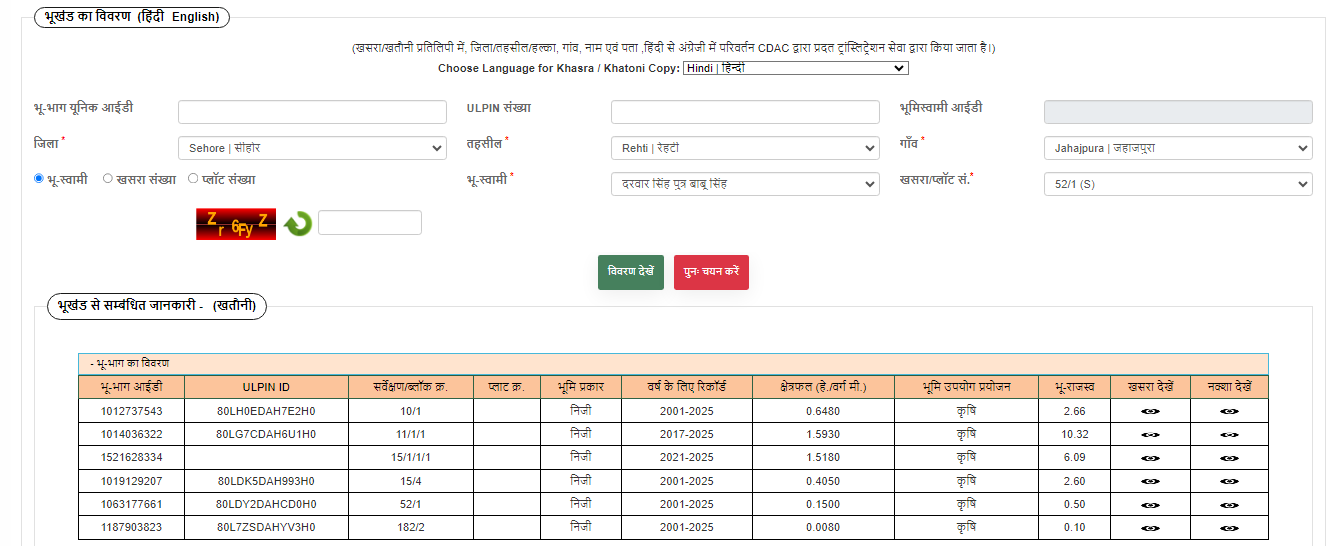 भूखंड का विवरण (हिंदी English)
(खसरा/खतौनी प्रतिलिपी में, जिला/तहसील/हल्का, गांव, नाम एवं पता ,हिंदी से अंग्रेजी में परिवर्तन CDAC द्वारा प्रदत ट्रांस्लिट्रेशन सेवा द्वारा किया जाता है।)
Choose Language for Khasra / Khatoni Copy: Hindi | हिन्दी
भू-भाग यूनिक आईडी ULPIN संख्या भूमिस्वामी आईडी
जिला * Sehore | सीहोर तहसील * Rehti | रेहटी गाँव * Jahajpura | जहाजपुरा
भू-स्वामी खसरा संख्या प्लॉट संख्या भू-स्वामी * दरवार सिंह पुत्र बाबू सिंह खसरा/प्लॉट सं.* 52/1 (S)
Zr6FyZ
विवरण देखें पुनः चयन करें
भूखंड से सम्बंधित जानकारी - (खतौनी)
- भू-भाग का विवरण
भू-भाग आईडी ULPIN ID सर्वेक्षण/ब्लॉक क्र. प्लाट क्र. भूमि प्रकार वर्ष के लिए रिकॉर्ड क्षेत्रफल (हे./वर्ग मी.) भूमि उपयोग प्रयोजन भू-राजस्व खसरा देखें नक्शा देखें
1012737543 80LH0EDAH7E2H0 10/1 निजी 2001-2025 0.6480 कृषि 2.66
1014036322 80LG7CDAH6U1H0 11/1/1 निजी 2017-2025 1.5930 कृषि 10.32
1521628334 15/1/1/1 निजी 2021-2025 1.5180 कृषि 6.09
1019129207 80LDK5DAH993H0 15/4 निजी 2001-2025 0.4050 कृषि 2.60
1063177661 80LDY2DAHCD0H0 52/1 निजी 2001-2025 0.1500 कृषि 0.50
1187903823 80L7ZSDAHYV3H0 182/2 निजी 2001-2025 0.0080 कृषि 0.10